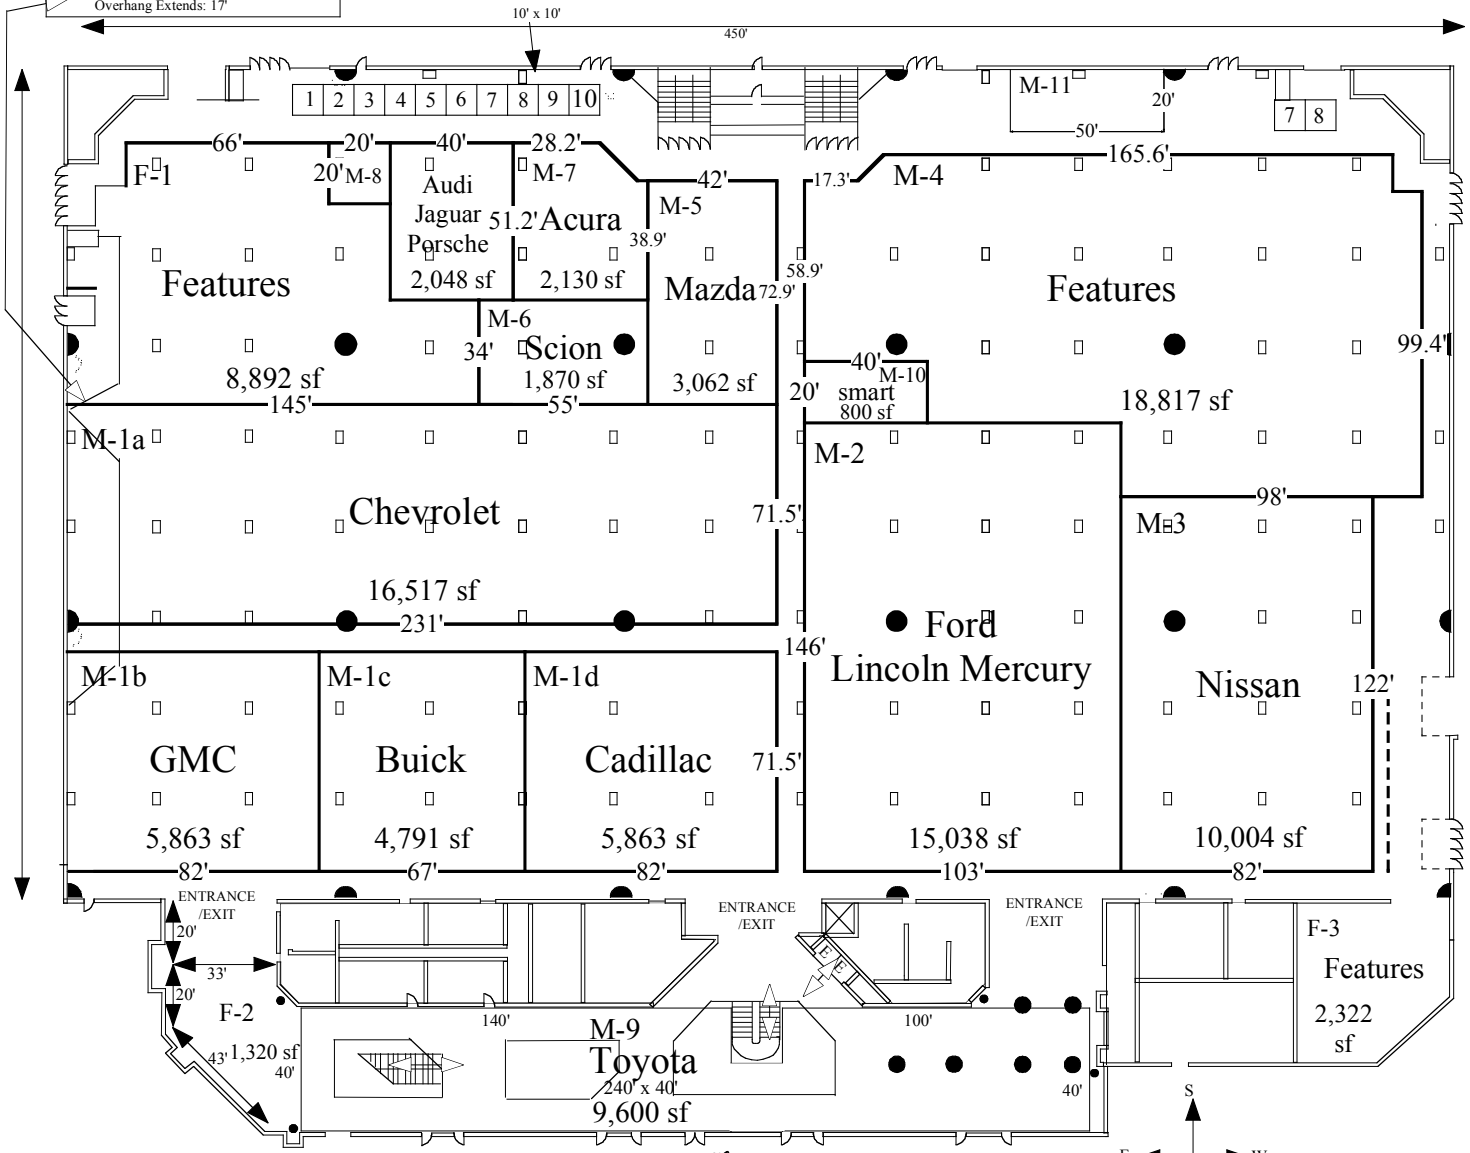 Overhang Extends: 17'
10' x 10'
450'
1 2 3 4 5 6 7 8 9 10
M-11
20'
50'
7 8
66'
20'
40'
28.2'
165.6'
F-1
20'
M-8
M-7
42'
17.3'
M-4
Audi
Jaguar
Porsche
2,048 sf
51.2'
Acura
2,130 sf
M-5
38.9'
Mazda
58.9'
72.9'
3,062 sf
Features
8,892 sf
M-6
34'
Scion
1,870 sf
Features
99.4'
18,817 sf
40'
M-10
20'
smart
800 sf
145'
55'
M-1a
Chevrolet
71.5'
16,517 sf
231'
M-2
98'
M-3
Ford
Lincoln Mercury
146'
Nissan
122'
M-1b
M-1c
M-1d
GMC
Buick
Cadillac
71.5'
5,863 sf
4,791 sf
5,863 sf
15,038 sf
10,004 sf
82'
67'
82'
103'
82'
ENTRANCE
/EXIT
ENTRANCE
/EXIT
ENTRANCE
/EXIT
20'
33'
20'
F-2
43'
1,320 sf
40'
E
E
F-3
Features
2,322
sf
140'
M-9
100'
Toyota
240' x 40'
9,600 sf
40'
S